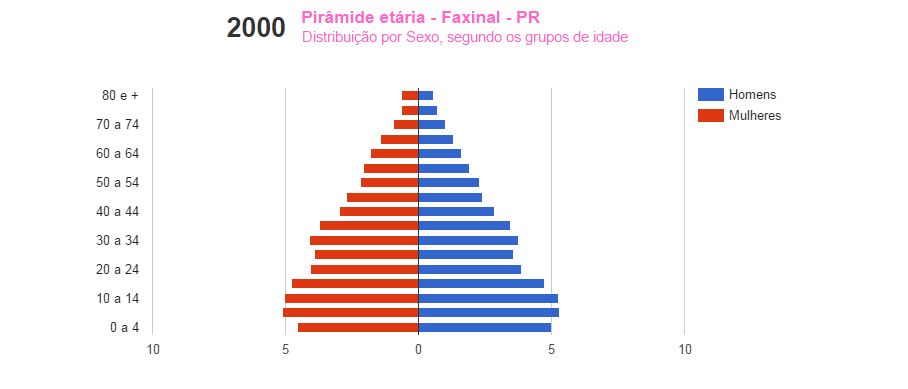 2000
Pirâmide etária - Faxinal - PR
Distribuição por Sexo, segundo os grupos de idade
Homens
Mulheres
80 e +
70 a 74
60 a 64
50 a 54
40 a 44
30 a 34
20 a 24
10 a 14
0 a 4
10 5 0 5 10